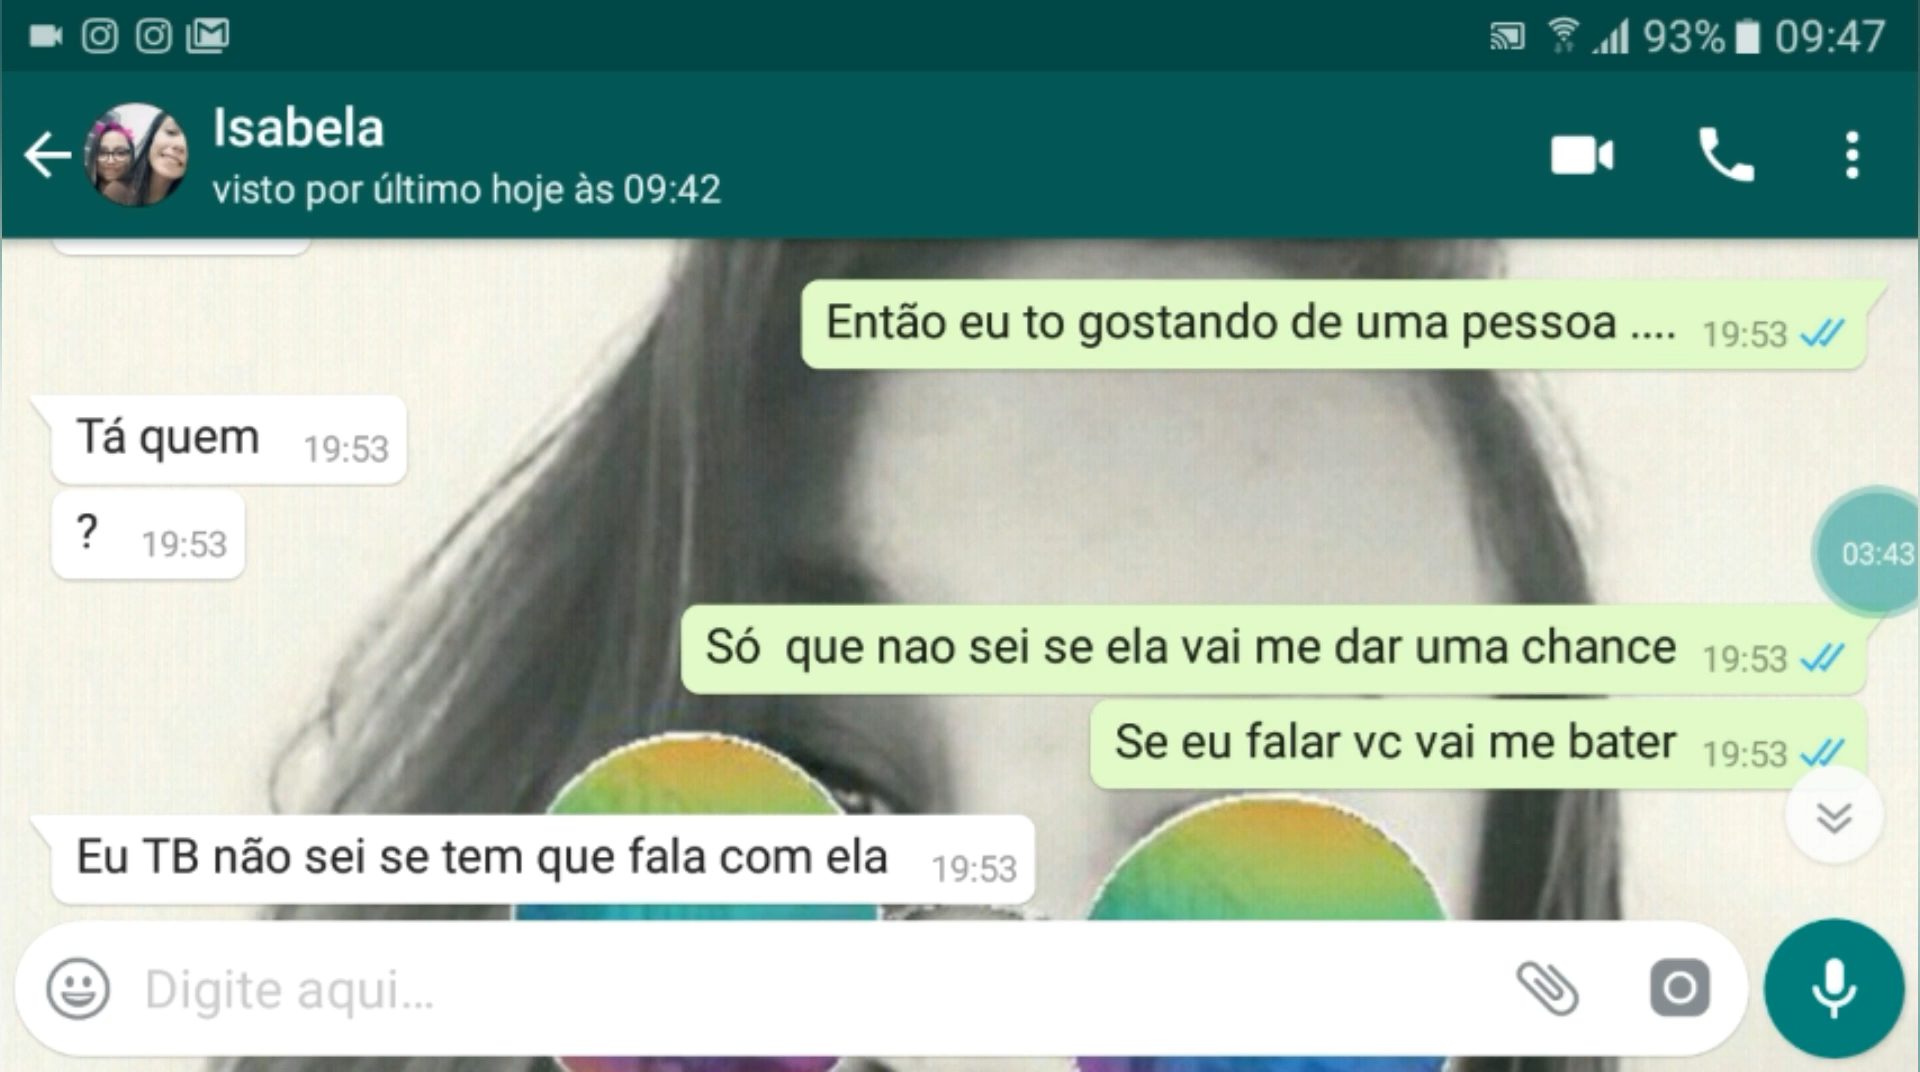 93% 09:47
Isabela
visto por último hoje às 09:42
Então eu to gostando de uma pessoa .... 19:53
Tá quem 19:53
? 19:53
03:43
Só que nao sei se ela vai me dar uma chance 19:53
Se eu falar vc vai me bater 19:53
Eu TB não sei se tem que fala com ela 19:53
Digite aqui...